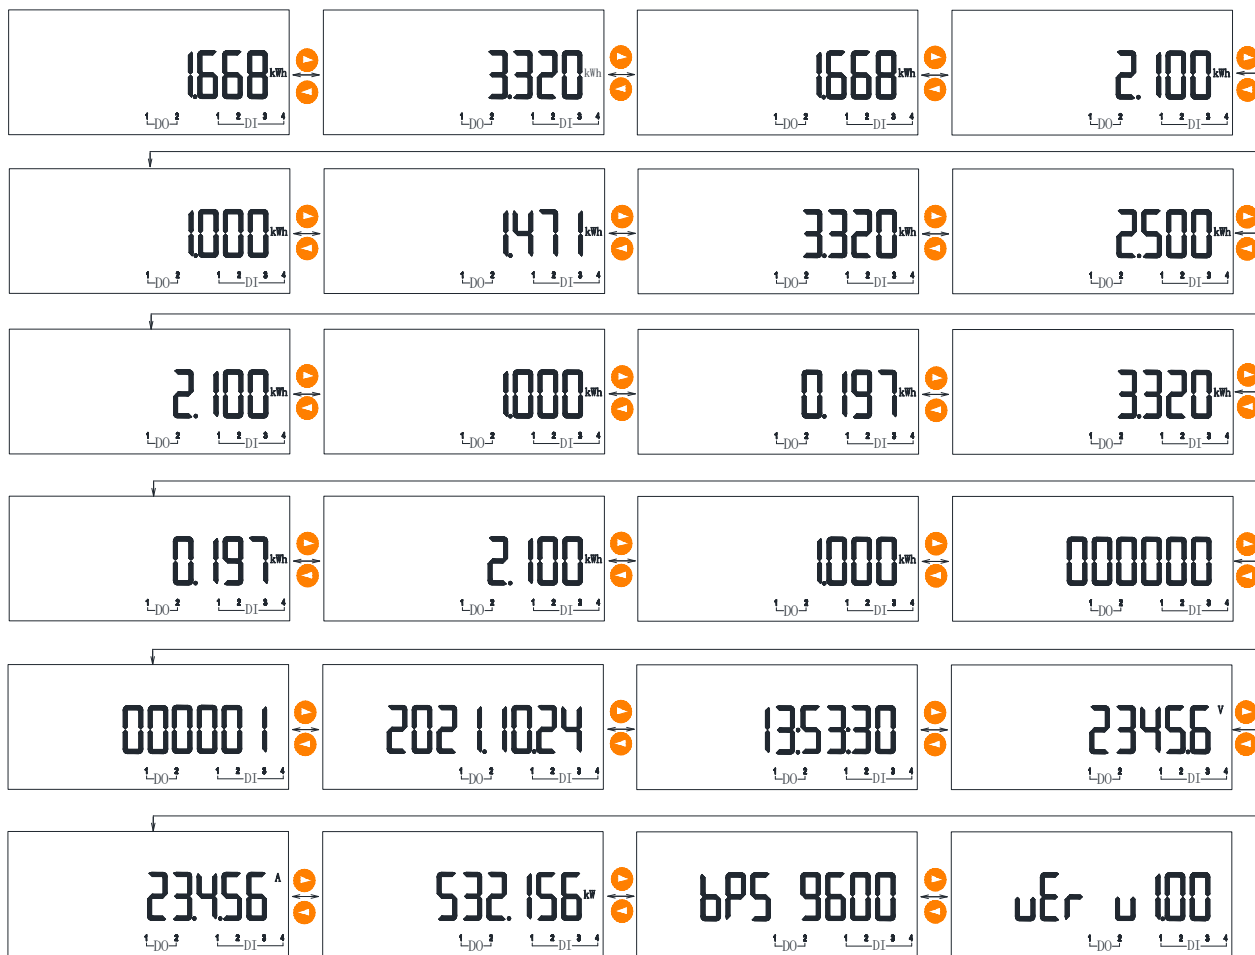 1.668 kWh 3.320 kWh 1.668 kWh 2.100 kWh
1 DO 2 1 2 DI 3 4 1 DO 2 1 2 DI 3 4 1 DO 2 1 2 DI 3 4 1 DO 2 1 2 DI 3 4
1.000 kWh 1.471 kWh 3.320 kWh 2.500 kWh
1 DO 2 1 2 DI 3 4 1 DO 2 1 2 DI 3 4 1 DO 2 1 2 DI 3 4 1 DO 2 1 2 DI 3 4
2.100 kWh 1.000 kWh 0.197 kWh 3.320 kWh
1 DO 2 1 2 DI 3 4 1 DO 2 1 2 DI 3 4 1 DO 2 1 2 DI 3 4 1 DO 2 1 2 DI 3 4
0.197 kWh 2.100 kWh 1.000 kWh 000000
1 DO 2 1 2 DI 3 4 1 DO 2 1 2 DI 3 4 1 DO 2 1 2 DI 3 4 1 DO 2 1 2 DI 3 4
000001 2021.10.24 13:53:30 2345.6 V
1 DO 2 1 2 DI 3 4 1 DO 2 1 2 DI 3 4 1 DO 2 1 2 DI 3 4 1 DO 2 1 2 DI 3 4
23.4.56 A 532.156 kW bPS 9600 uEr u 1.00
1 DO 2 1 2 DI 3 4 1 DO 2 1 2 DI 3 4 1 DO 2 1 2 DI 3 4 1 DO 2 1 2 DI 3 4